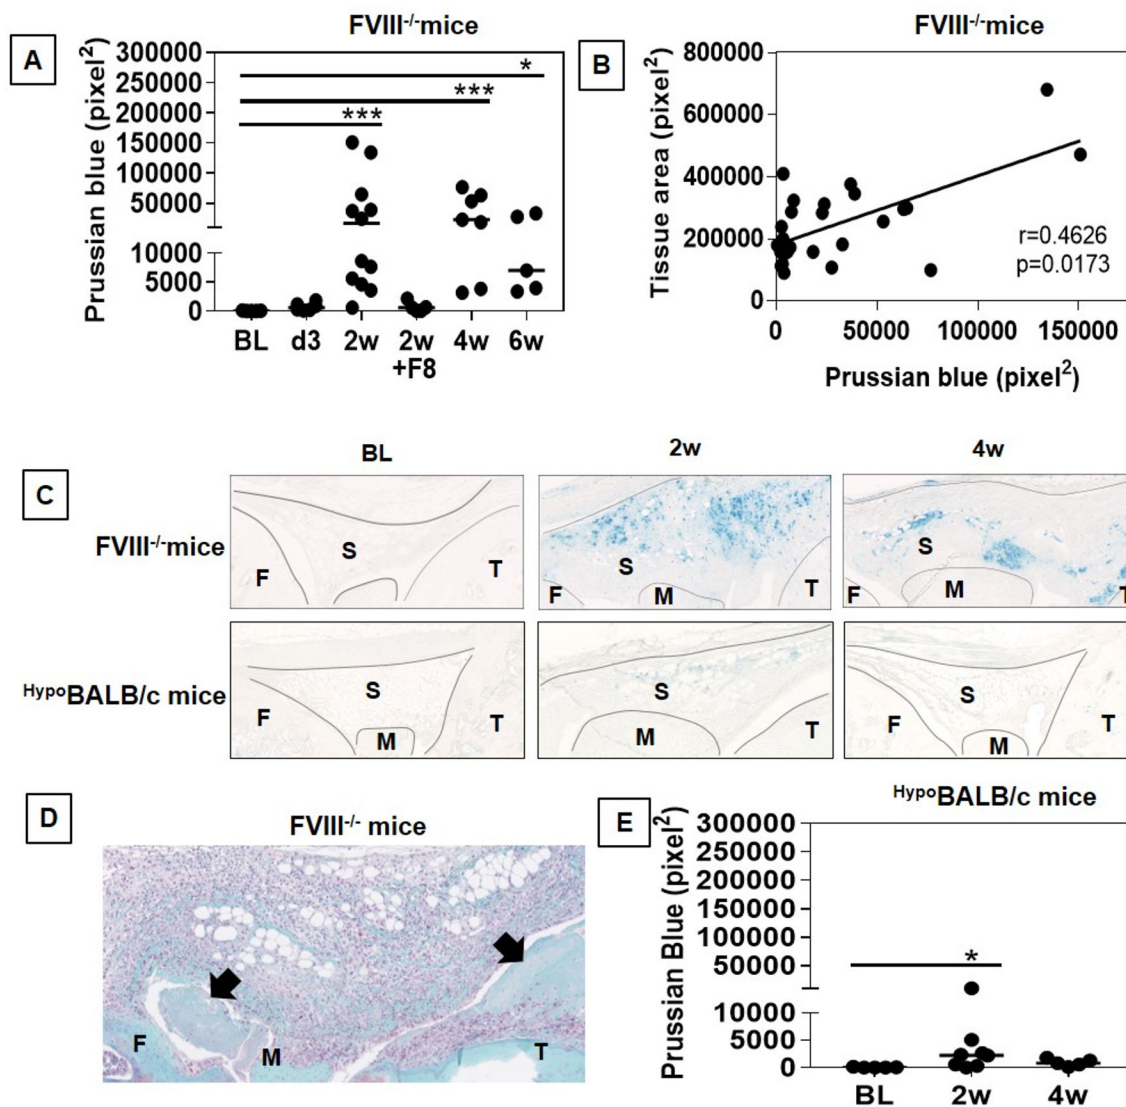 FVIII-/-mice
A
Prussian blue (pixel2)
300000
250000
200000
150000
100000
50000
10000
5000
0
*
***
***
BL d3 2w 2w 4w 6w
+F8
FVIII-/-mice
B
Tissue area (pixel2)
800000
600000
400000
200000
0
r=0.4626
p=0.0173
0 50000 100000 150000
Prussian blue (pixel2)
C
BL 2w 4w
FVIII-/-mice
F S T
F S M T
F S M T
HypoBALB/c mice
F S M T
S M T
F S M T
D
FVIII-/- mice
F M T
E
HypoBALB/c mice
Prussian Blue (pixel2)
300000
250000
200000
150000
100000
50000
10000
5000
0
*
BL 2w 4w